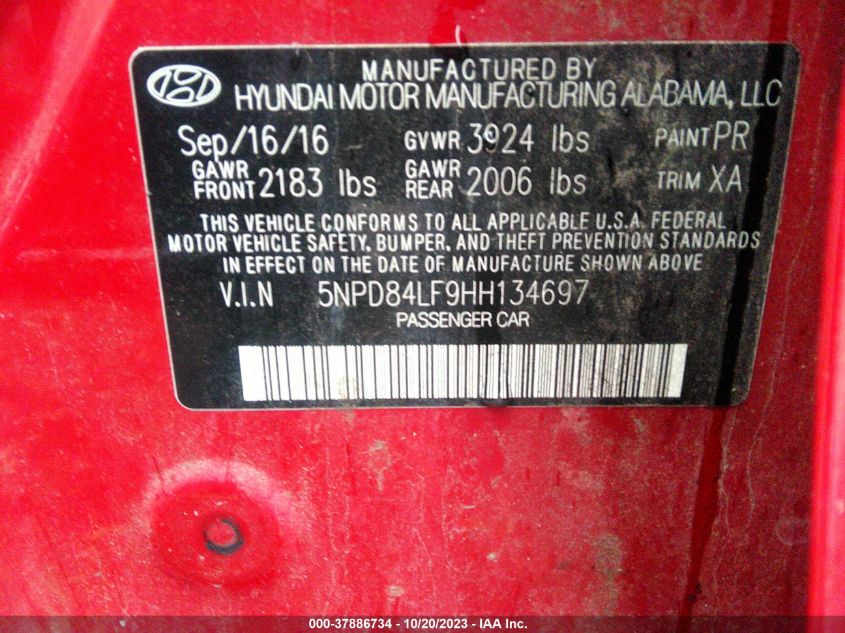 MANUFACTURED BY
HYUNDAI MOTOR MANUFACTURING ALABAMA, LLC
Sep/16/16 GVWR 3924 lbs PAINT PR
GAWR FRONT 2183 lbs GAWR REAR 2006 lbs TRIM XA
THIS VEHICLE CONFORMS TO ALL APPLICABLE U.S.A. FEDERAL
MOTOR VEHICLE SAFETY, BUMPER, AND THEFT PREVENTION STANDARDS
IN EFFECT ON THE DATE OF MANUFACTURE SHOWN ABOVE
V.I.N 5NPD84LF9HH134697
PASSENGER CAR
000-37886734 - 10/20/2023 - IAA Inc.